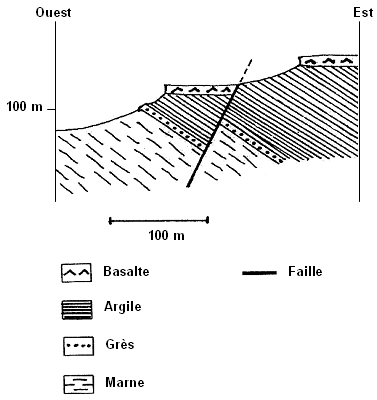 Ouest Est
100 m
100 m
Basalte Faille
Argile
Grès
Marne